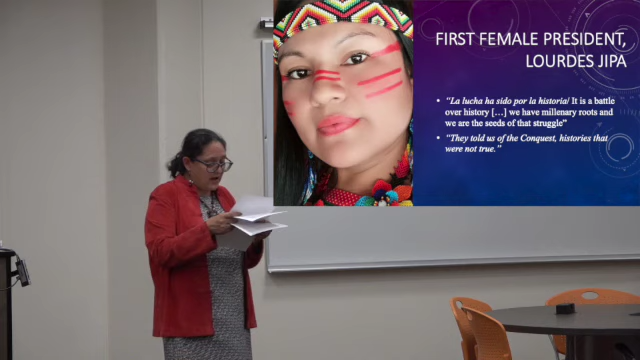 FIRST FEMALE PRESIDENT,
LOURDES JIPA
• "La lucha ha sido por la historia/ It is a battle
over history [...] we have millenary roots and
we are the seeds of that struggle"
• "They told us of the Conquest, histories that
were not true."